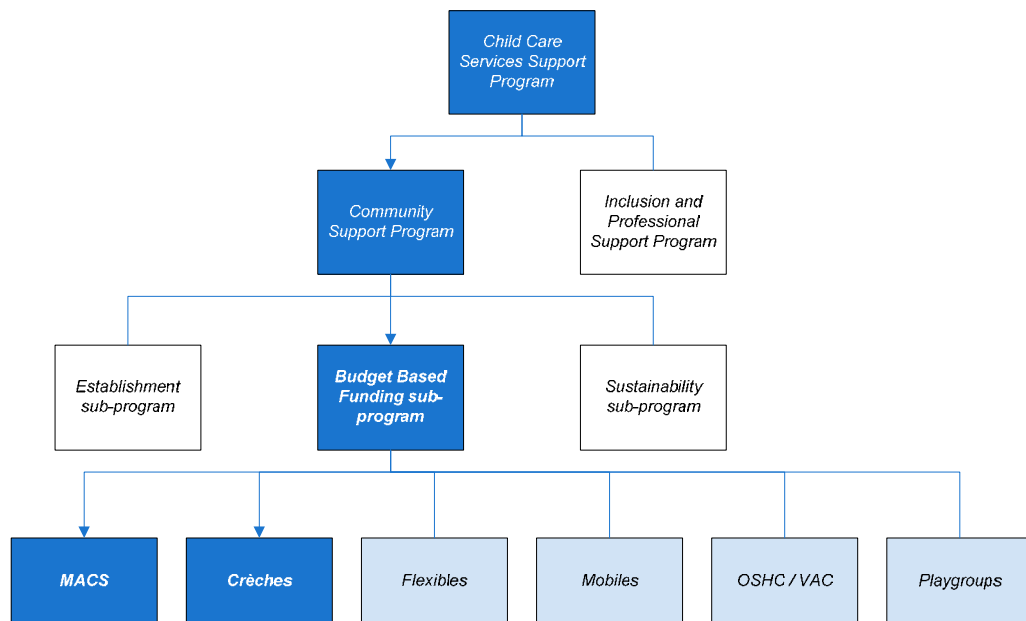 Child Care
Services Support
Program
Community
Support Program
Inclusion and
Professional
Support Program
Establishment
sub-program
Budget Based
Funding sub-
program
Sustainability
sub-program
MACS
Crèches
Flexibles
Mobiles
OSHC / VAC
Playgroups